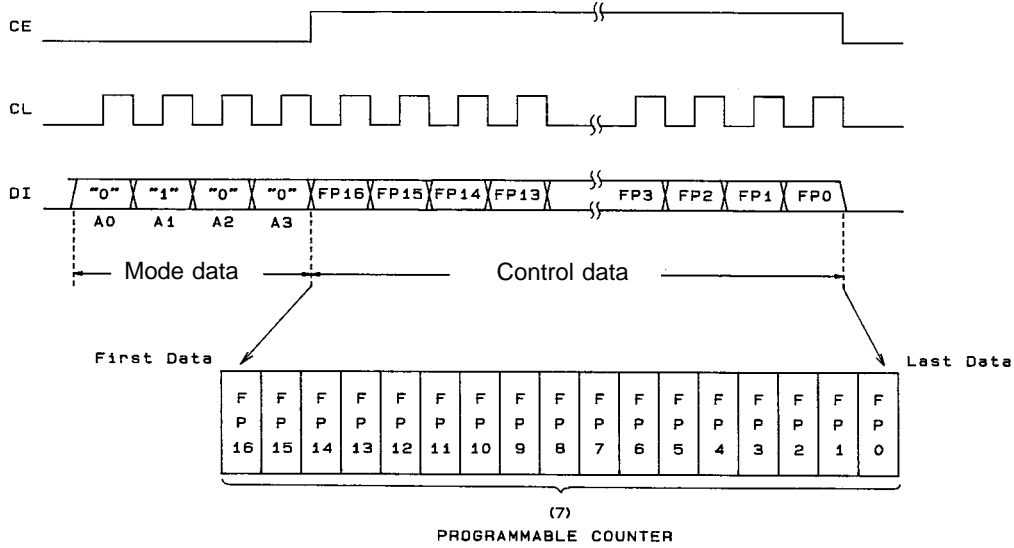 CE
CL
DI "0" "1" "0" "0" FP16 FP15 FP14 FP13 FP3 FP2 FP1 FP0
A0 A1 A2 A3
Mode data Control data
First Data Last Data
F F F F F F F F F F F F F F F F F
P P P P P P P P P P P P P P P P P
16 15 14 13 12 11 10 9 8 7 6 5 4 3 2 1 0
(7)
PROGRAMMABLE COUNTER